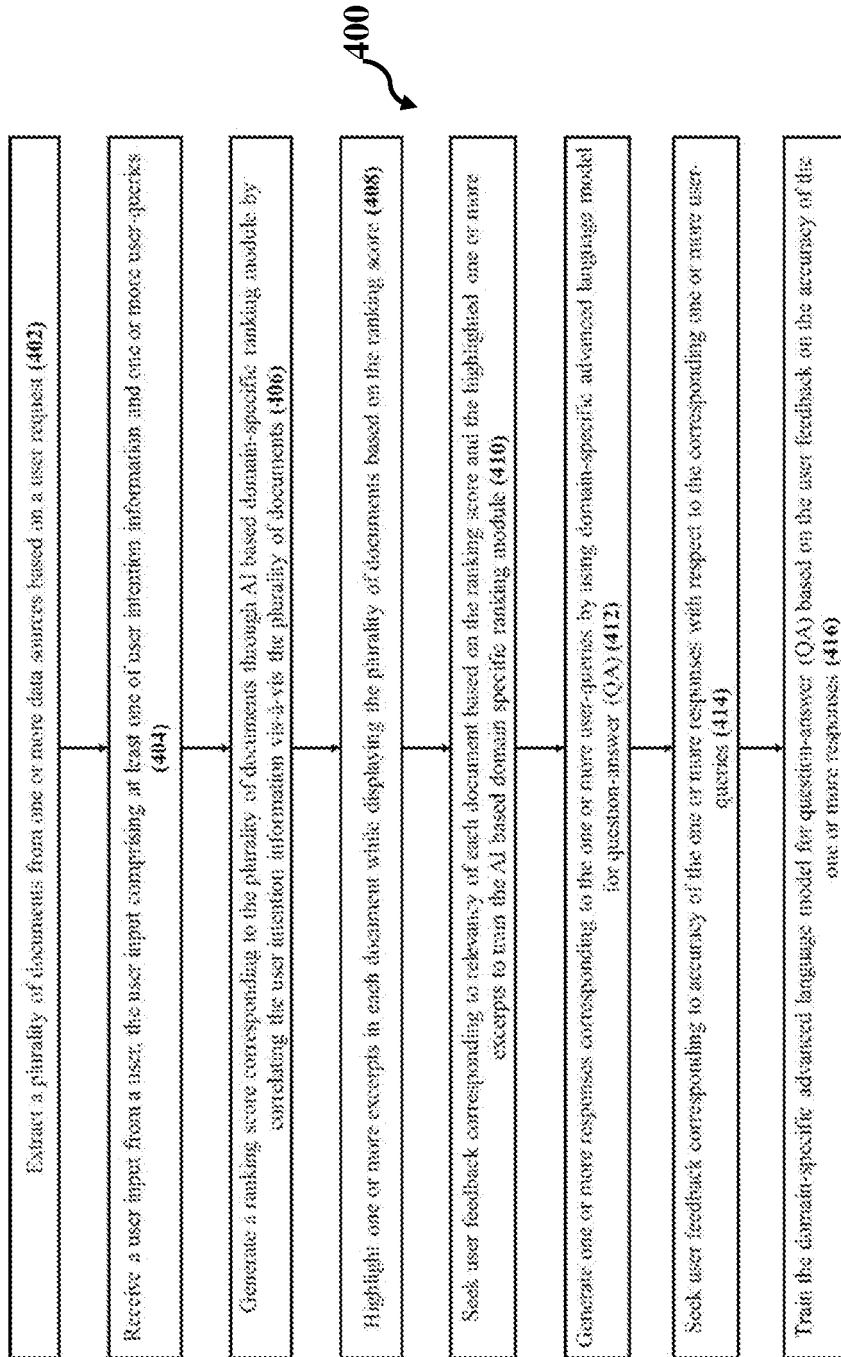 400
Extract a plurality of documents from one or more data sources based on a user request (402)
Receive a user input from a user, the user input comprising at least one of user intention information and one or more user-queries
(404)
Generate a ranking score corresponding to the plurality of documents through AI based domain-specific ranking module by
correlating the user intention information vis-à-vis the plurality of documents (406)
Highlight one or more excerpts in each document while displaying the plurality of documents based on the ranking score (408)
Seek user feedback corresponding to relevancy of each document based on the ranking score and the highlighted one or more
excerpts to train the AI based domain specific ranking module (410)
Generate one or more responses corresponding to the one or more user-queries by using domain-specific advanced language model
for question-answer (QA) (412)
Seek user feedback corresponding to accuracy of the one or more responses with respect to the corresponding one or more user-
queries (414)
Train the domain-specific advanced language model for question-answer (QA) based on the user feedback on the accuracy of the
one or more responses (416)